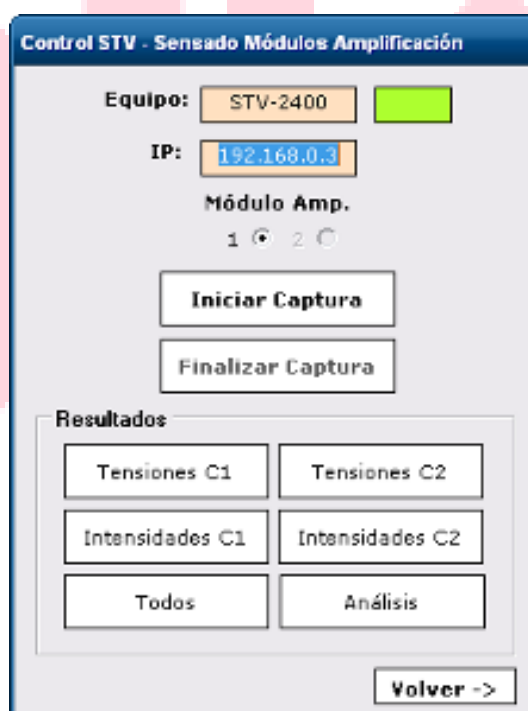 Control STV - Sensado Módulos Amplificación
Equipo: STV-2400
IP: 192.168.0.3
Módulo Amp.
1 2
Iniciar Captura
Finalizar Captura
Resultados
Tensiones C1 Tensiones C2
Intensidades C1 Intensidades C2
Todos Análisis
Volver ->